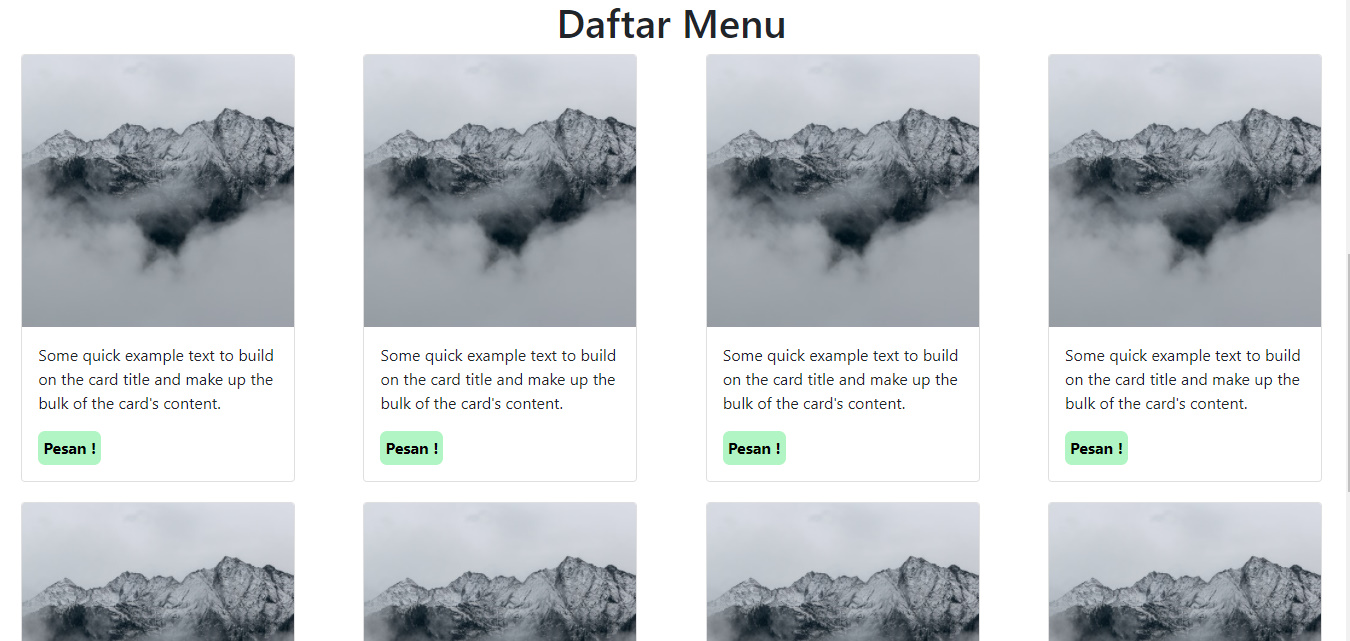 Daftar Menu
Some quick example text to build
on the card title and make up the
bulk of the card's content.
Pesan !
Some quick example text to build
on the card title and make up the
bulk of the card's content.
Pesan !
Some quick example text to build
on the card title and make up the
bulk of the card's content.
Pesan !
Some quick example text to build
on the card title and make up the
bulk of the card's content.
Pesan !